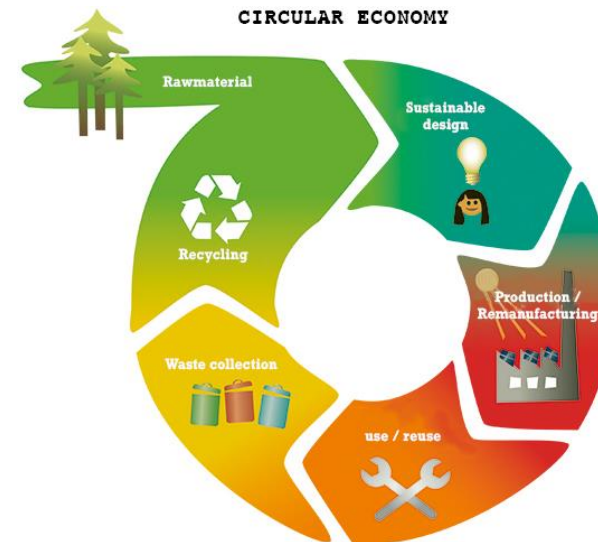 CIRCULAR ECONOMY
Rawmaterial
Sustainable
design
Production /
Remanufacturing
use / reuse
Waste collection
Recycling